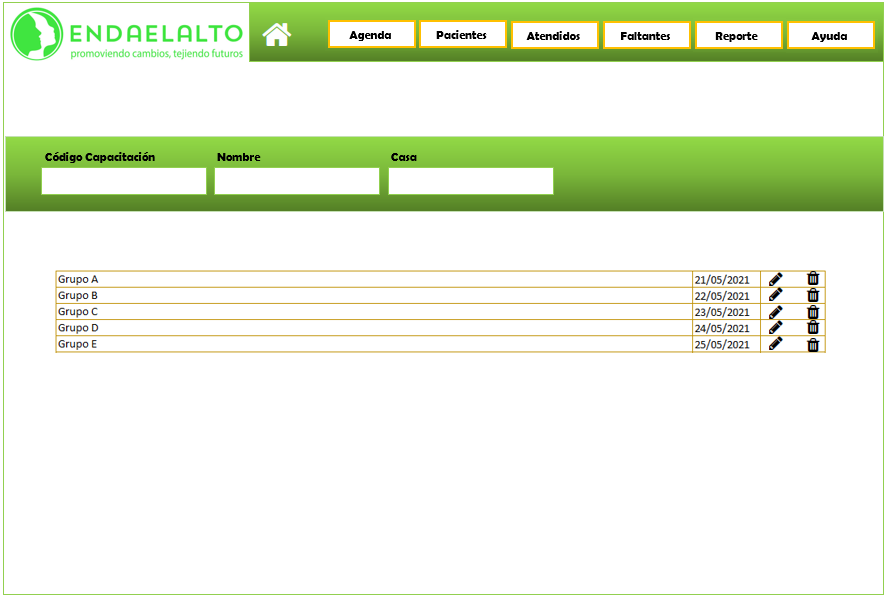 ENDAELALTO
promoviendo cambios, tejiendo futuros
Agenda
Pacientes
Atendidos
Faltantes
Reporte
Ayuda
Código Capacitación
Nombre
Casa
Grupo A 21/05/2021
Grupo B 22/05/2021
Grupo C 23/05/2021
Grupo D 24/05/2021
Grupo E 25/05/2021